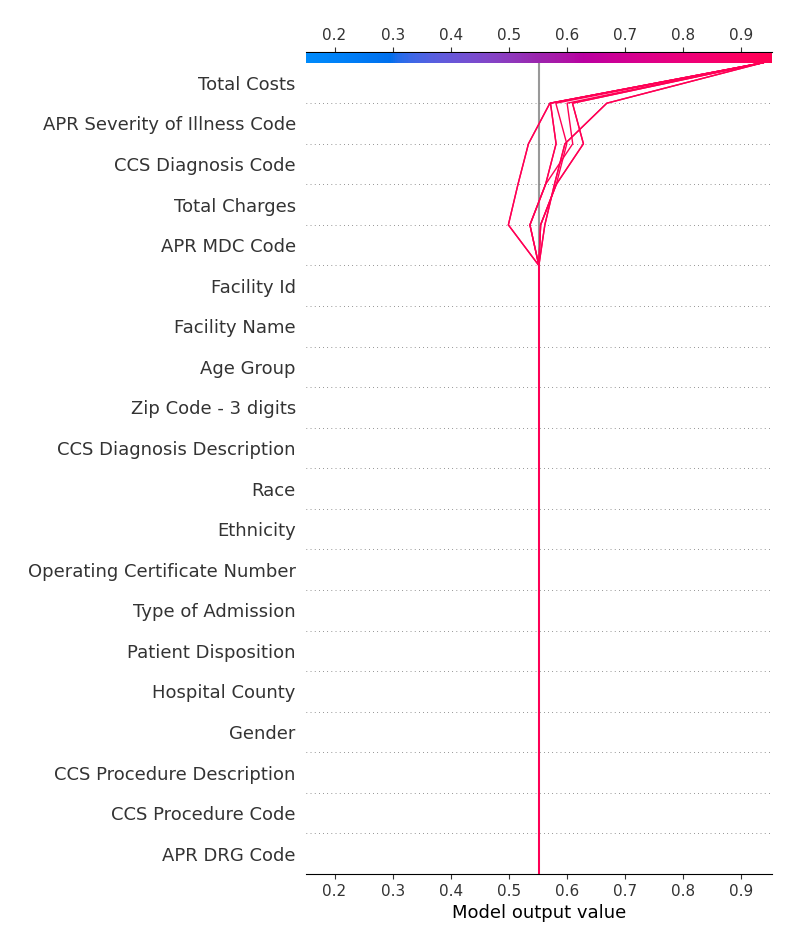 0.2 0.3 0.4 0.5 0.6 0.7 0.8 0.9
Total Costs
APR Severity of Illness Code
CCS Diagnosis Code
Total Charges
APR MDC Code
Facility Id
Facility Name
Age Group
Zip Code - 3 digits
CCS Diagnosis Description
Race
Ethnicity
Operating Certificate Number
Type of Admission
Patient Disposition
Hospital County
Gender
CCS Procedure Description
CCS Procedure Code
APR DRG Code
0.2 0.3 0.4 0.5 0.6 0.7 0.8 0.9
Model output value